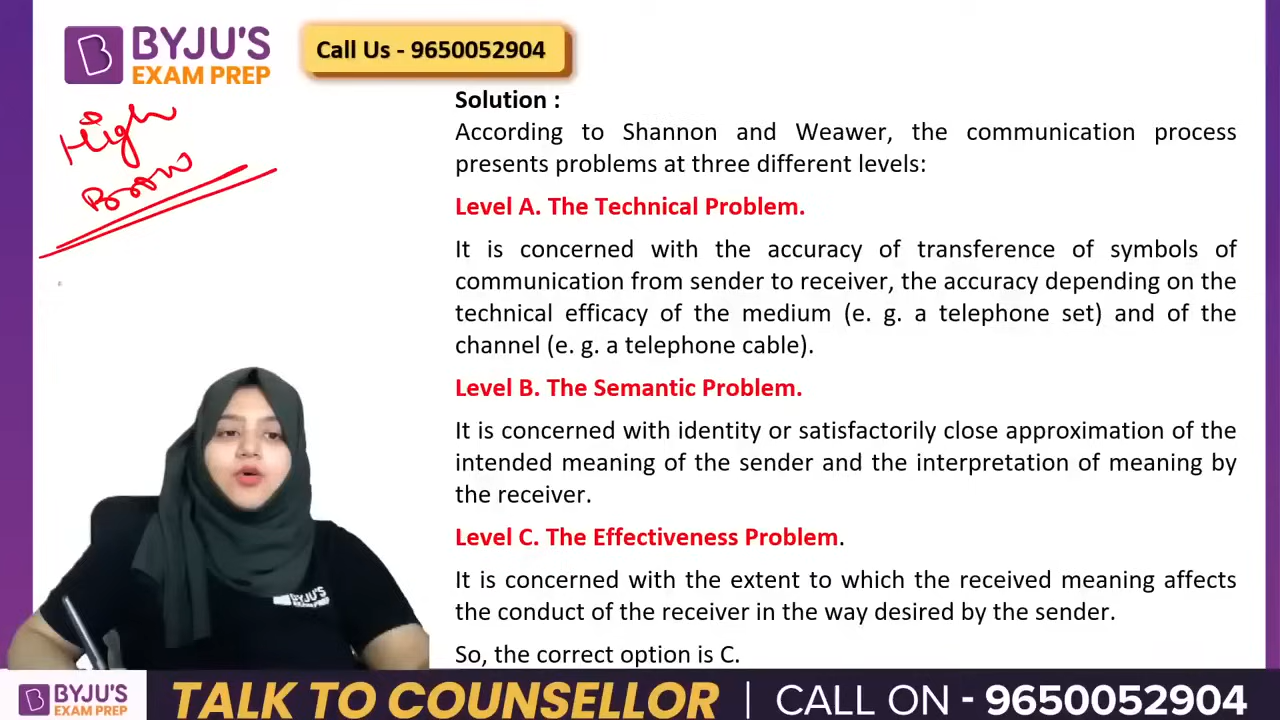 BYJU'S
EXAM PREP
Call Us - 9650052904
High
Brow
Solution :
According to Shannon and Weawer, the communication process
presents problems at three different levels:
Level A. The Technical Problem.
It is concerned with the accuracy of transference of symbols of
communication from sender to receiver, the accuracy depending on the
technical efficacy of the medium (e. g. a telephone set) and of the
channel (e. g. a telephone cable).
Level B. The Semantic Problem.
It is concerned with identity or satisfactorily close approximation of the
intended meaning of the sender and the interpretation of meaning by
the receiver.
Level C. The Effectiveness Problem.
It is concerned with the extent to which the received meaning affects
the conduct of the receiver in the way desired by the sender.
So, the correct option is C.
BYJU'S
EXAM PREP
BYJU'S
EXAM PREP
TALK TO COUNSELLOR
CALL ON - 9650052904